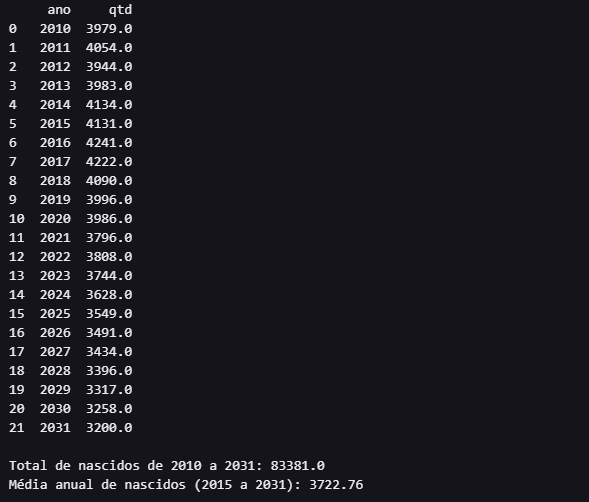 ano qtd
0 2010 3979.0
1 2011 4054.0
2 2012 3944.0
3 2013 3983.0
4 2014 4134.0
5 2015 4131.0
6 2016 4241.0
7 2017 4222.0
8 2018 4090.0
9 2019 3996.0
10 2020 3986.0
11 2021 3796.0
12 2022 3808.0
13 2023 3744.0
14 2024 3628.0
15 2025 3549.0
16 2026 3491.0
17 2027 3434.0
18 2028 3396.0
19 2029 3317.0
20 2030 3258.0
21 2031 3200.0
Total de nascidos de 2010 a 2031: 83381.0
Média anual de nascidos (2015 a 2031): 3722.76